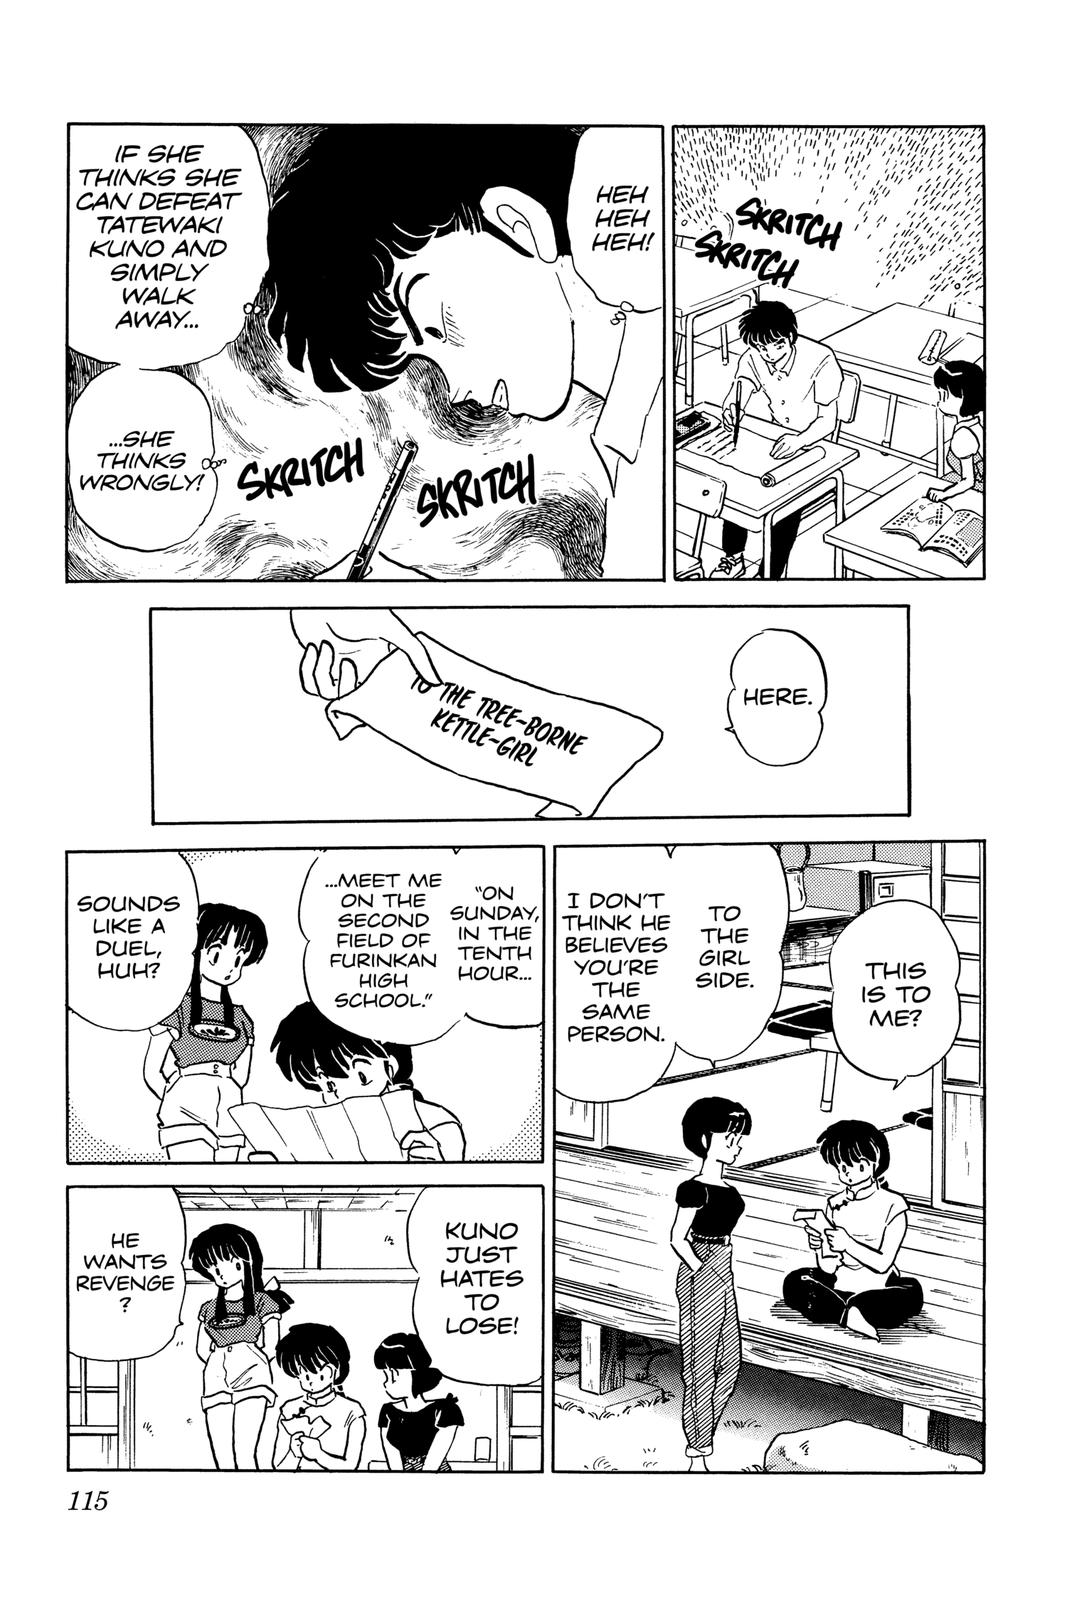 SKRITCH
SKRITCH
HEH
HEH
HEH!
IF SHE
THINKS SHE
CAN DEFEAT
TATEWAKI
KUNO AND
SIMPLY
WALK
AWAY...
...SHE
THINKS
WRONGLY!
SKRITCH
SKRITCH
HERE.
TO THE TREE-BORNE
KETTLE-GIRL
THIS
IS TO
ME?
TO
THE
GIRL
SIDE.
I DON'T
THINK HE
BELIEVES
YOU'RE
THE
SAME
PERSON.
"ON
SUNDAY,
IN THE
TENTH
HOUR...
...MEET ME
ON THE
SECOND
FIELD OF
FURINKAN
HIGH
SCHOOL."
SOUNDS
LIKE A
DUEL,
HUH?
KUNO
JUST
HATES
TO
LOSE!
HE
WANTS
REVENGE
?
115